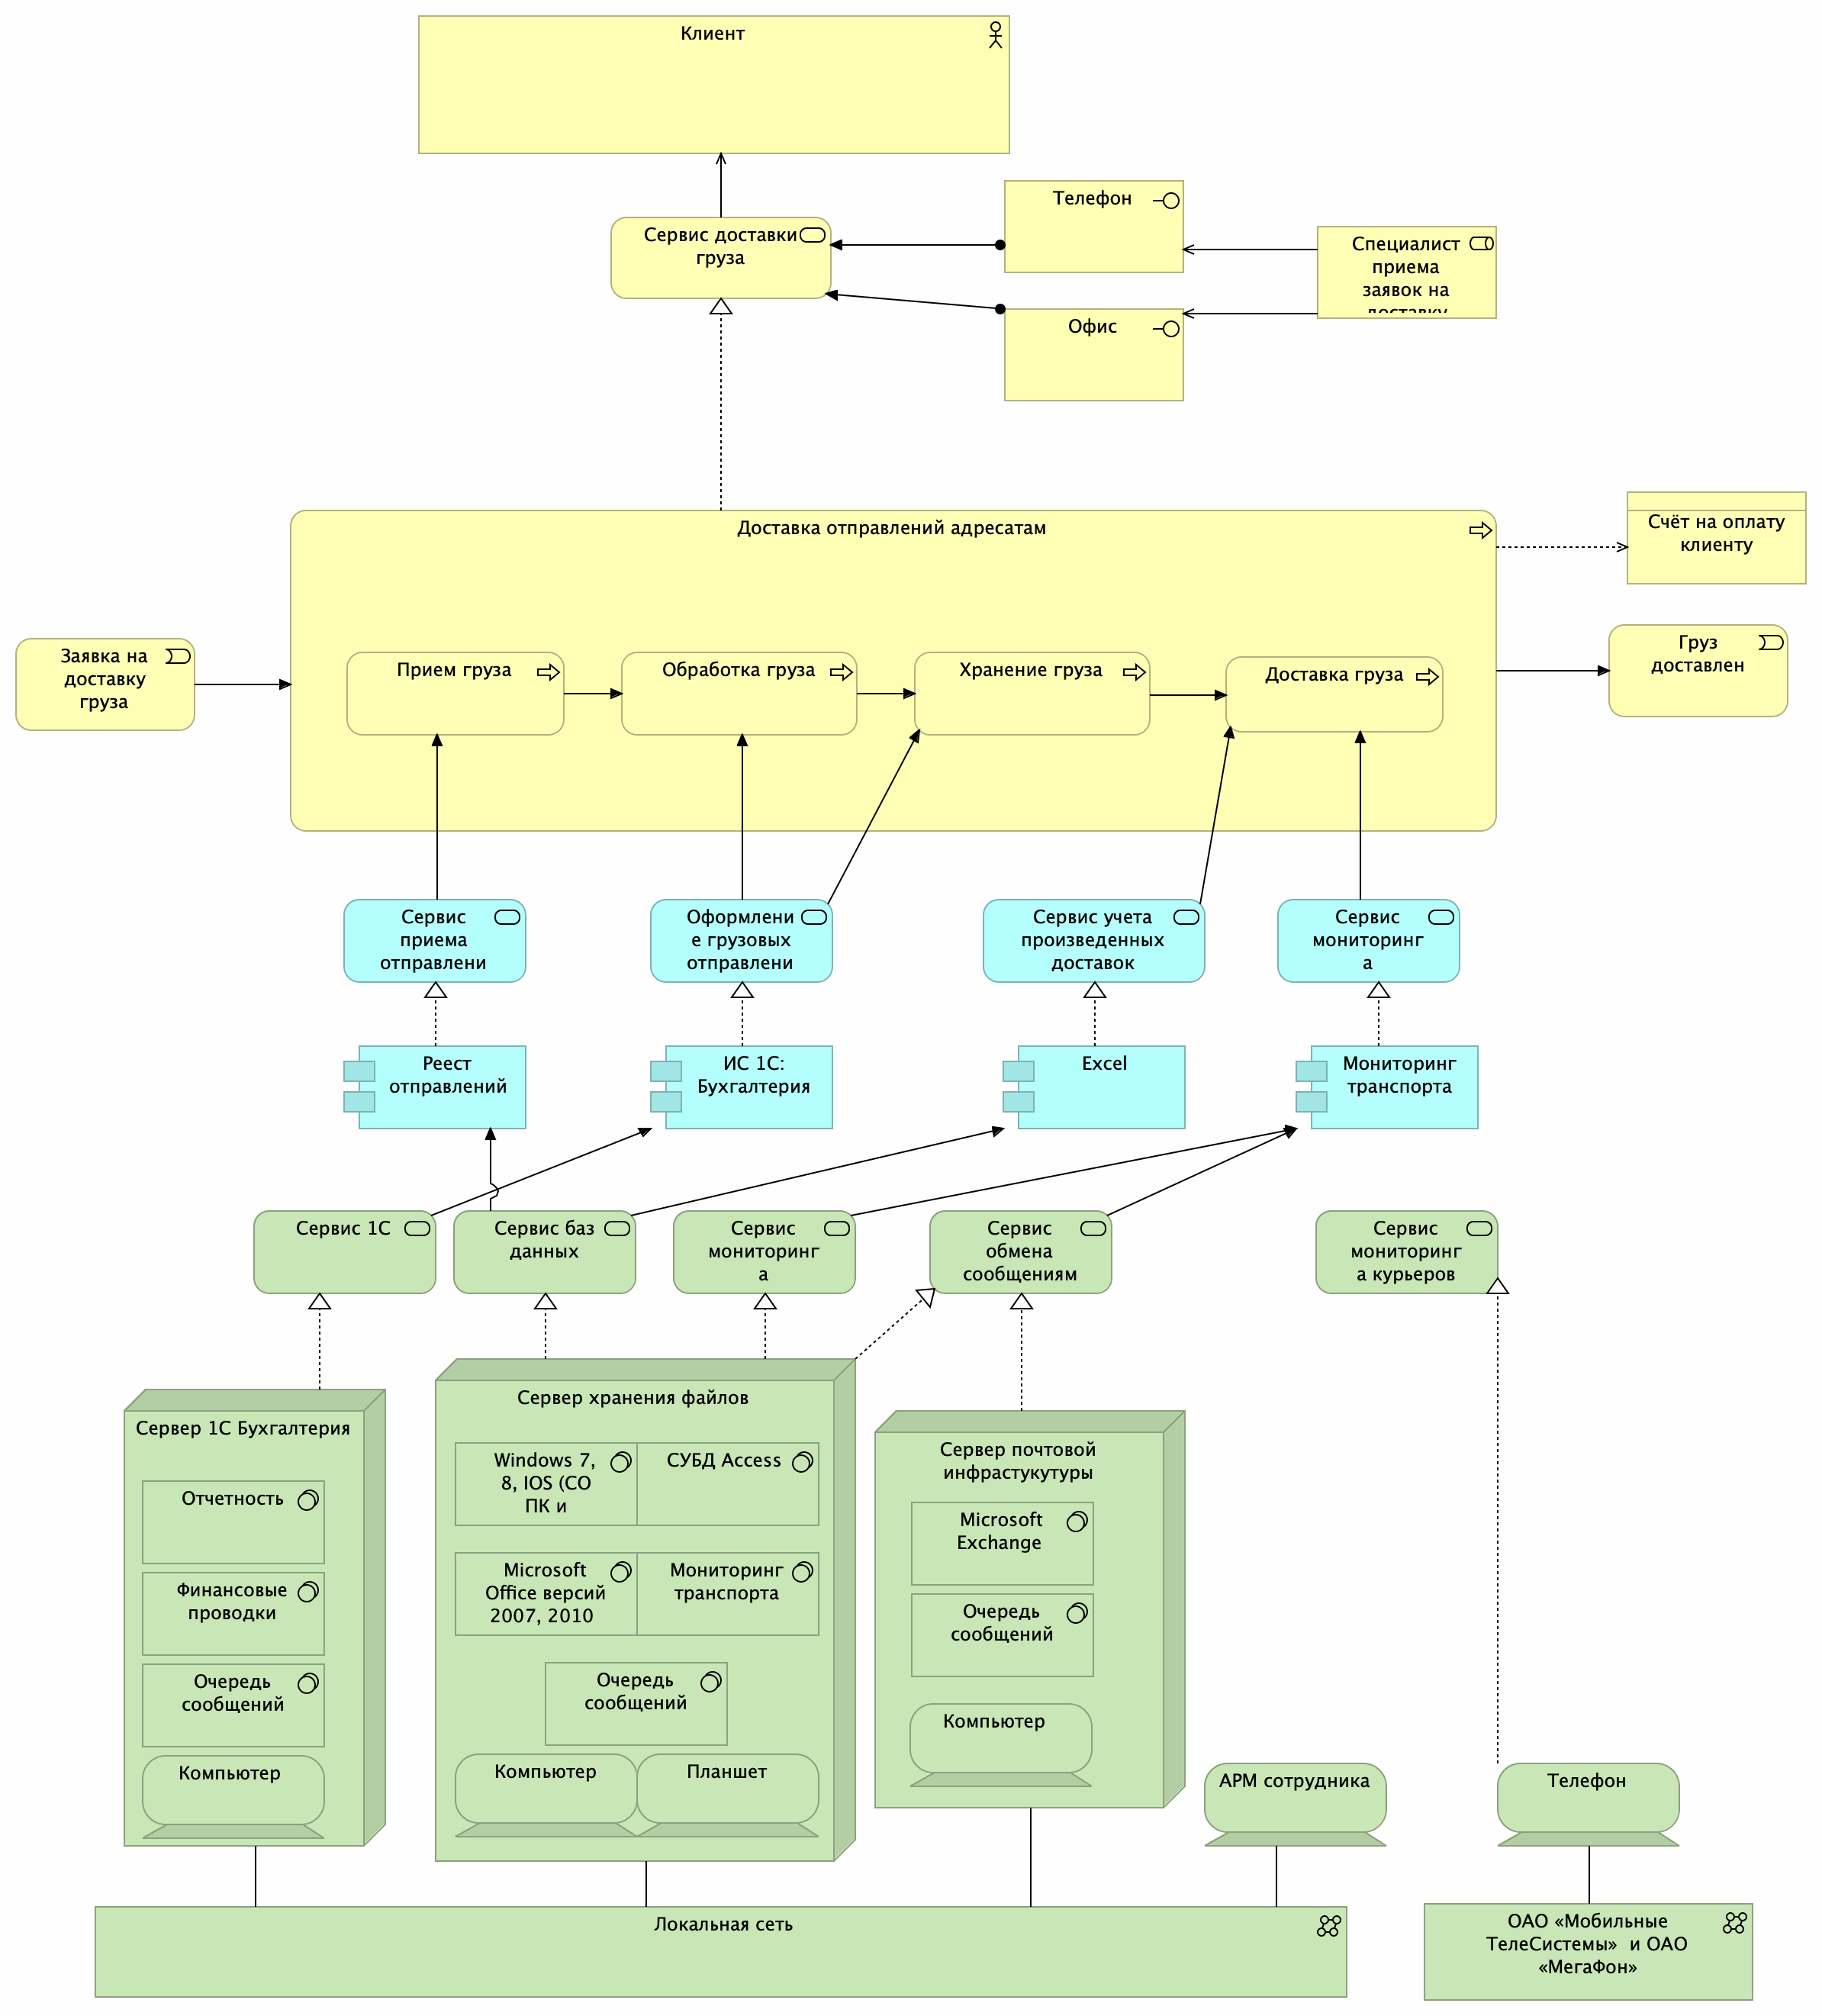 Клиент
Телефон
Сервис доставки
груза
Специалист
приема
заявок на
доставку
Офис
Доставка отправлений адресатам
Счёт на оплату
клиенту
Заявка на
доставку
груза
Прием груза
Обработка груза
Хранение груза
Доставка груза
Груз
доставлен
Сервис
приема
отправлени
Оформлени
е грузовых
отправлени
Сервис учета
произведенных
доставок
Сервис
мониторинг
а
Реест
отправлений
ИС 1С:
Бухгалтерия
Excel
Мониторинг
транспорта
Сервис 1С
Сервис баз
данных
Сервис
мониторинг
а
Сервис
обмена
сообщениям
Сервис
мониторинг
а курьеров
Сервер 1С Бухгалтерия
Отчетность
Финансовые
проводки
Очередь
сообщений
Компьютер
Сервер хранения файлов
Windows 7,
8, IOS (СО
ПК и
СУБД Access
Microsoft
Office версий
2007, 2010
Мониторинг
транспорта
Очередь
сообщений
Компьютер
Планшет
Сервер почтовой
инфрастукутуры
Microsoft
Exchange
Очередь
сообщений
Компьютер
АРМ сотрудника
Телефон
Локальная сеть
ОАО «Мобильные
ТелеСистемы»  и ОАО
«МегаФон»